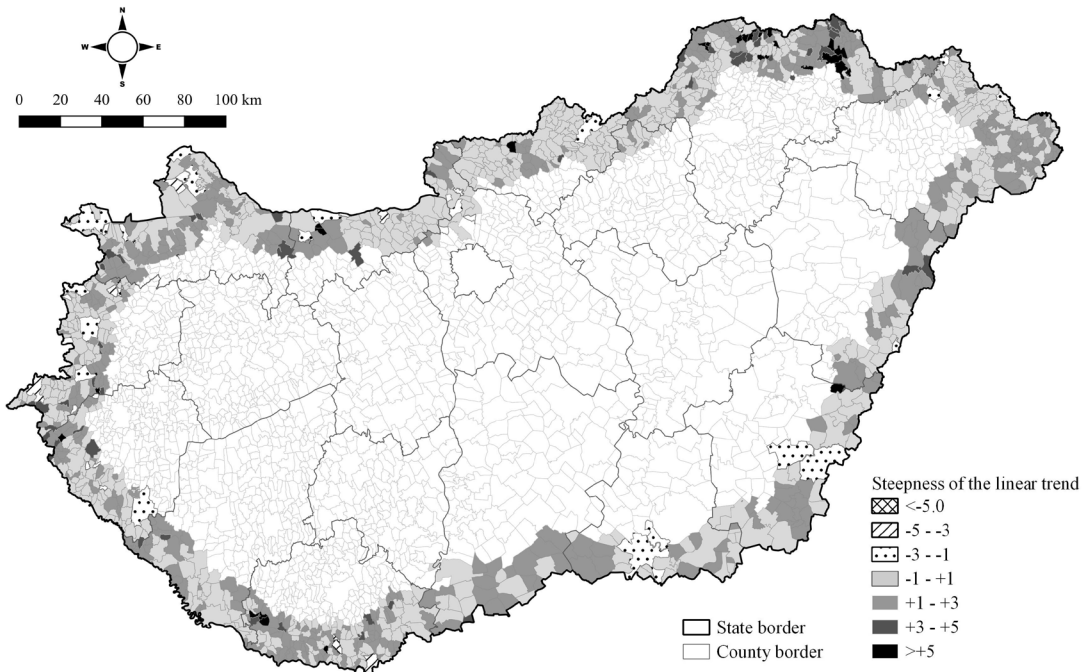 N
W E
S
0 20 40 60 80 100 km
Steepness of the linear trend
<-5.0
-5 - -3
-3 - -1
-1 - +1
+1 - +3
+3 - +5
>+5
State border
County border